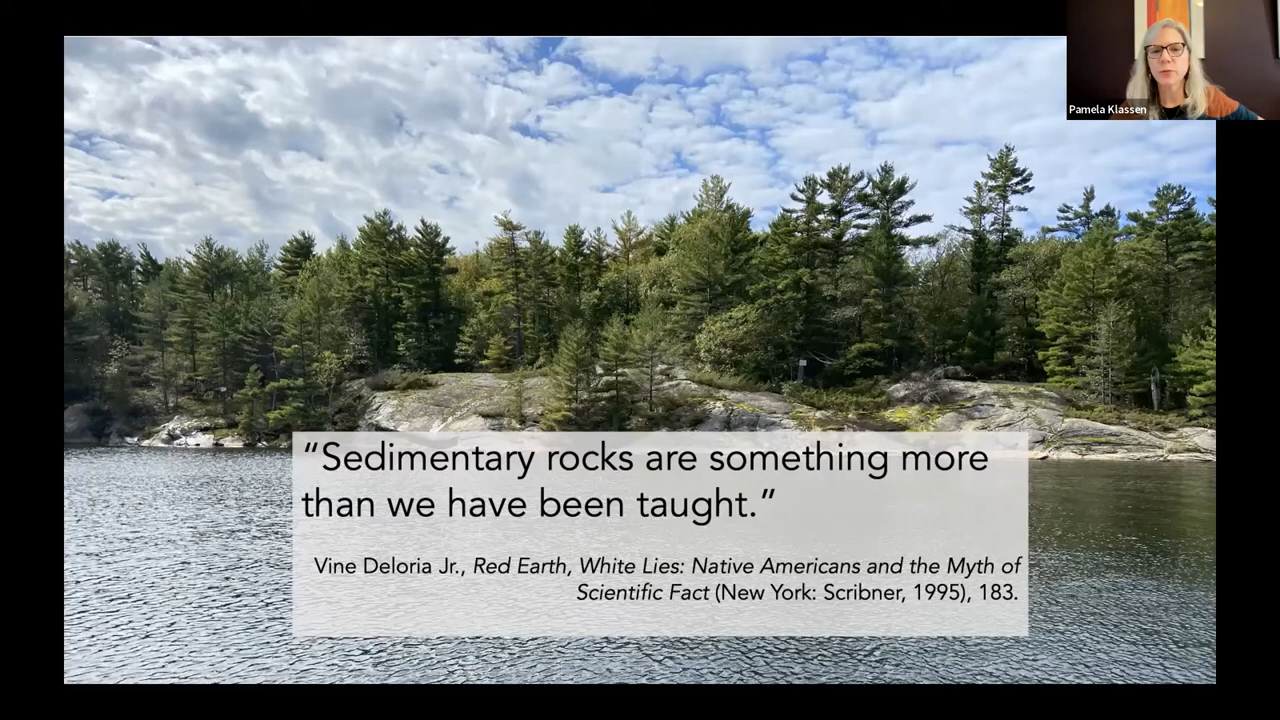 Pamela Klassen
“Sedimentary rocks are something more
than we have been taught.”
Vine Deloria Jr., Red Earth, White Lies: Native Americans and the Myth of
Scientific Fact (New York: Scribner, 1995), 183.